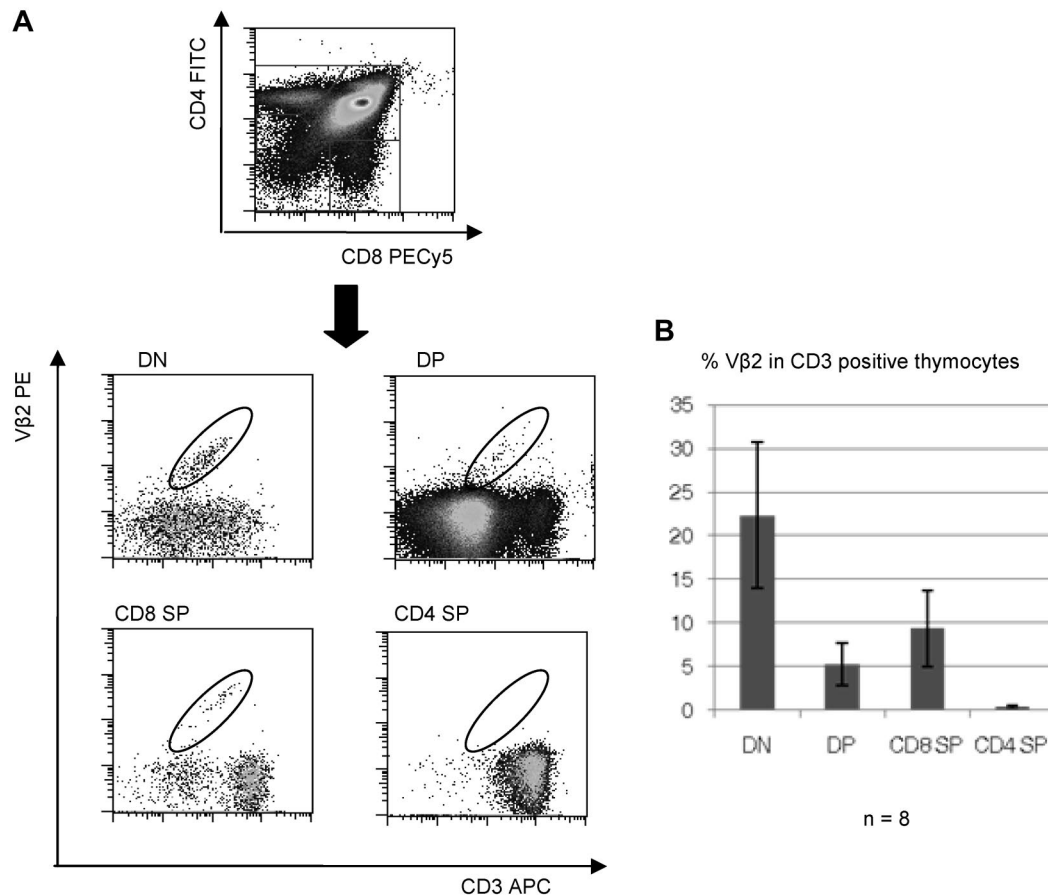 A
CD4 FITC
CD8 PECy5
DN
DP
Vβ2 PE
CD8 SP
CD4 SP
CD3 APC
B
% Vβ2 in CD3 positive thymocytes
35
30
25
20
15
10
5
0
DN DP CD8 SP CD4 SP
n = 8